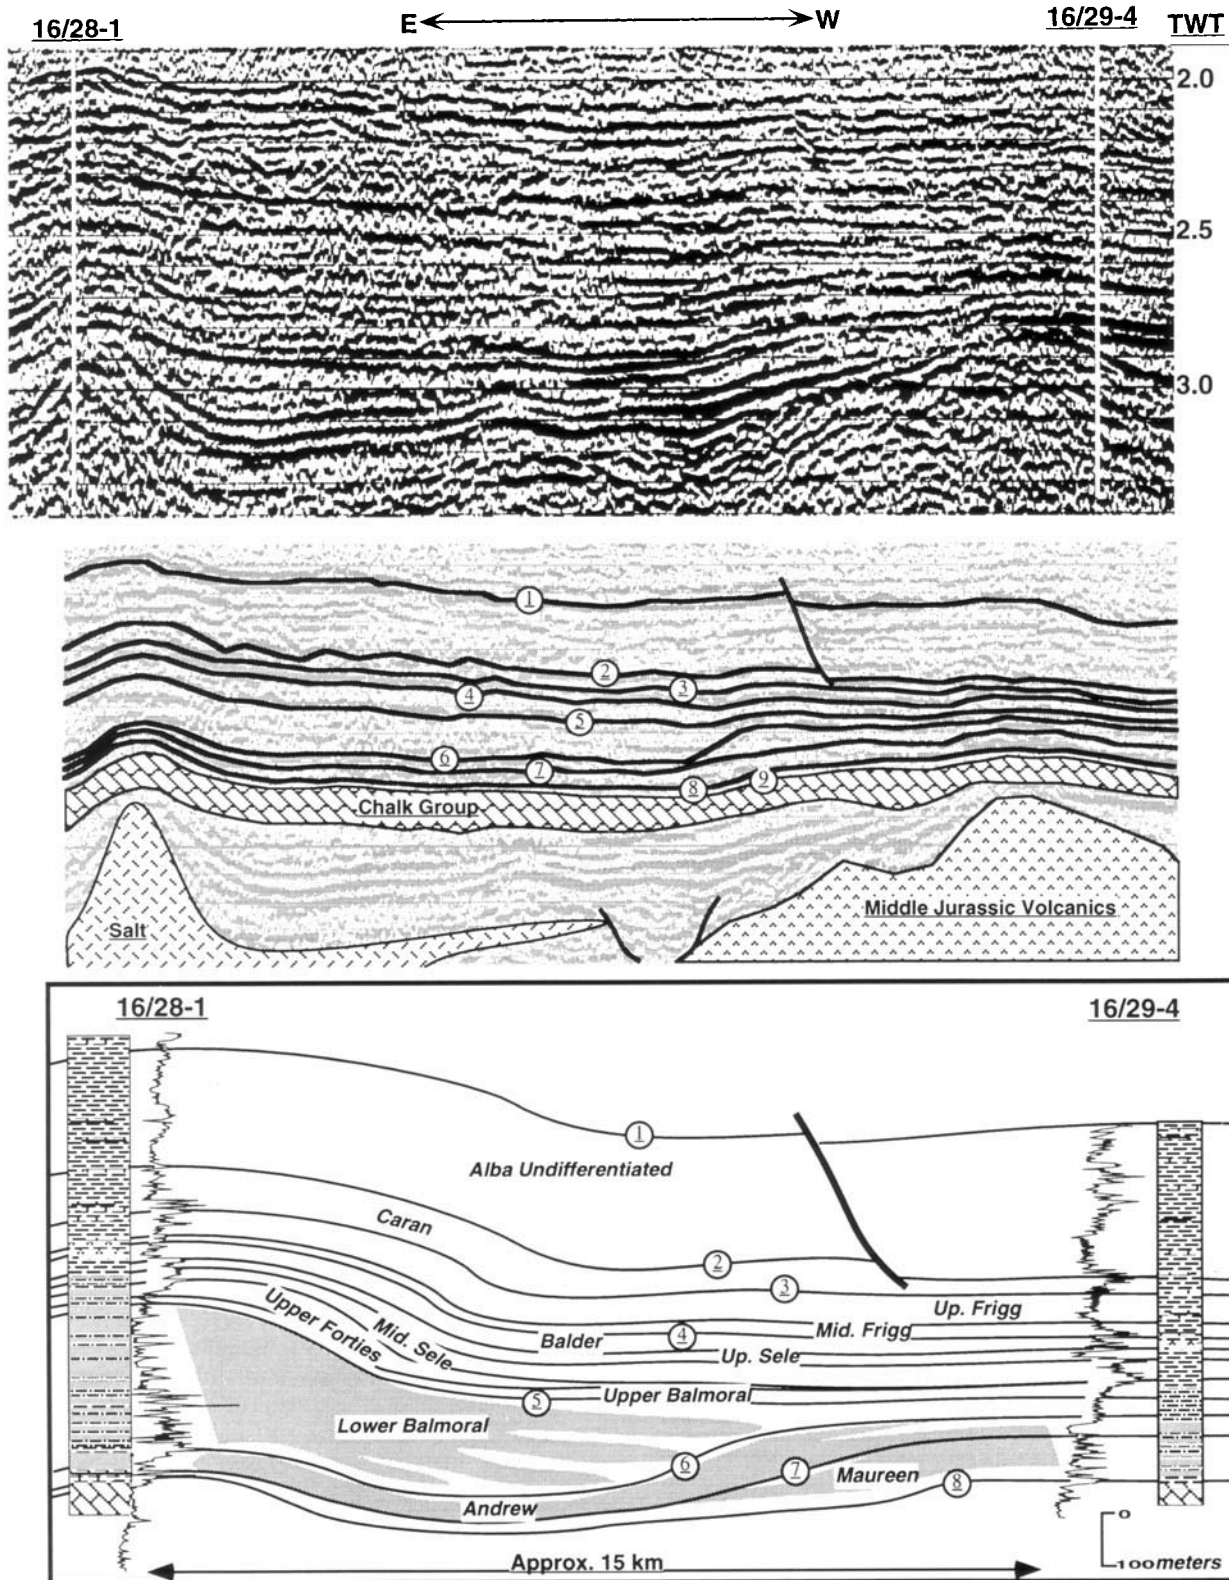 16/28-1 E W 16/29-4 TWT
2.0
2.5
3.0
1
2
3
4
5
6
7
8
9
Chalk Group
Salt
Middle Jurassic Volcanics
16/28-1 16/29-4
1
Alba Undifferentiated
Caran
2
3
Up. Frigg
Mid. Frigg
Balder
4
Up. Sele
Mid. Sele
Upper Forties
Upper Balmoral
5
Lower Balmoral
6
7
Maureen
8
Andrew
0
100 meters
Approx. 15 km